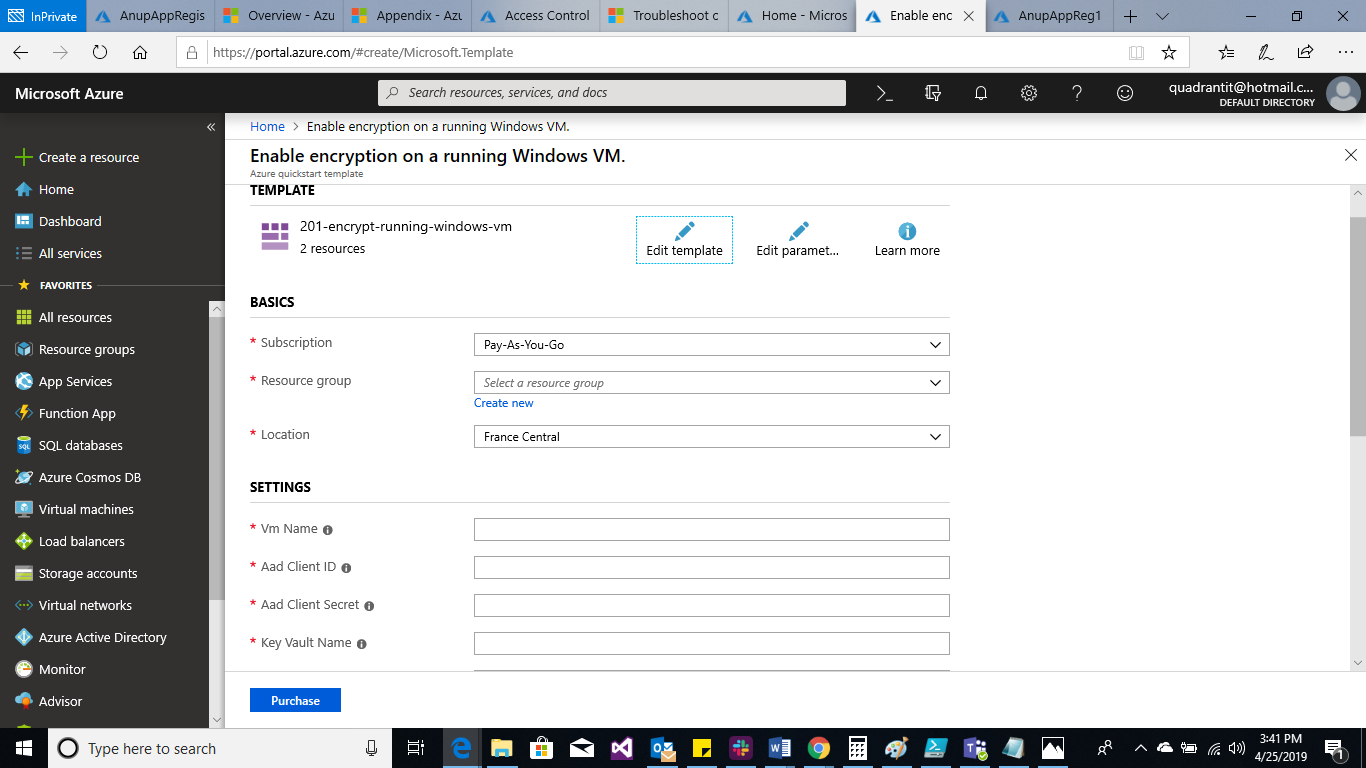 InPrivate
AnupAppRegis
Overview - Azu
Appendix - Azu
Access Control
Troubleshoot c
Home - Micros
Enable enc
AnupAppReg1
https://portal.azure.com/#create/Microsoft.Template
Microsoft Azure
Search resources, services, and docs
quadrantit@hotmail.c...
DEFAULT DIRECTORY
Create a resource
Home
Dashboard
All services
FAVORITES
All resources
Resource groups
App Services
Function App
SQL databases
Azure Cosmos DB
Virtual machines
Load balancers
Storage accounts
Virtual networks
Azure Active Directory
Monitor
Advisor
Home > Enable encryption on a running Windows VM.
Enable encryption on a running Windows VM.
Azure quickstart template
TEMPLATE
201-encrypt-running-windows-vm
2 resources
Edit template
Edit paramet...
Learn more
BASICS
* Subscription
Pay-As-You-Go
* Resource group
Select a resource group
Create new
* Location
France Central
SETTINGS
* Vm Name
* Aad Client ID
* Aad Client Secret
* Key Vault Name
Purchase
Type here to search
3:41 PM
4/25/2019
1